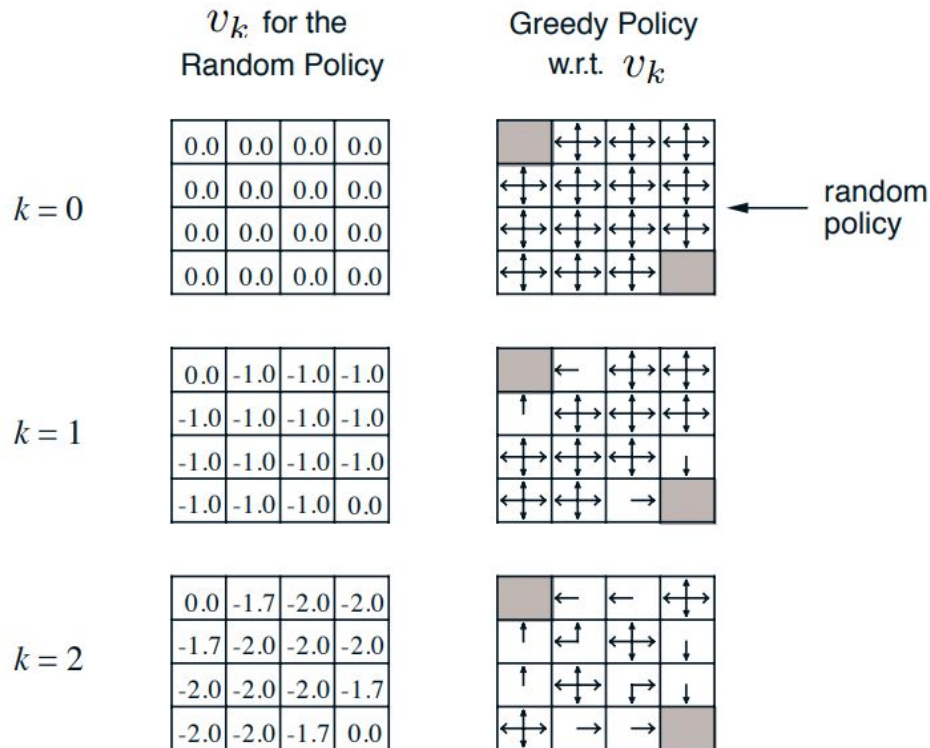 v_k for the
Random Policy
Greedy Policy
w.r.t. v_k
k = 0
0.0 0.0 0.0 0.0
0.0 0.0 0.0 0.0
0.0 0.0 0.0 0.0
0.0 0.0 0.0 0.0
random
policy
k = 1
0.0 -1.0 -1.0 -1.0
-1.0 -1.0 -1.0 -1.0
-1.0 -1.0 -1.0 -1.0
-1.0 -1.0 -1.0 0.0
k = 2
0.0 -1.7 -2.0 -2.0
-1.7 -2.0 -2.0 -2.0
-2.0 -2.0 -2.0 -1.7
-2.0 -2.0 -1.7 0.0